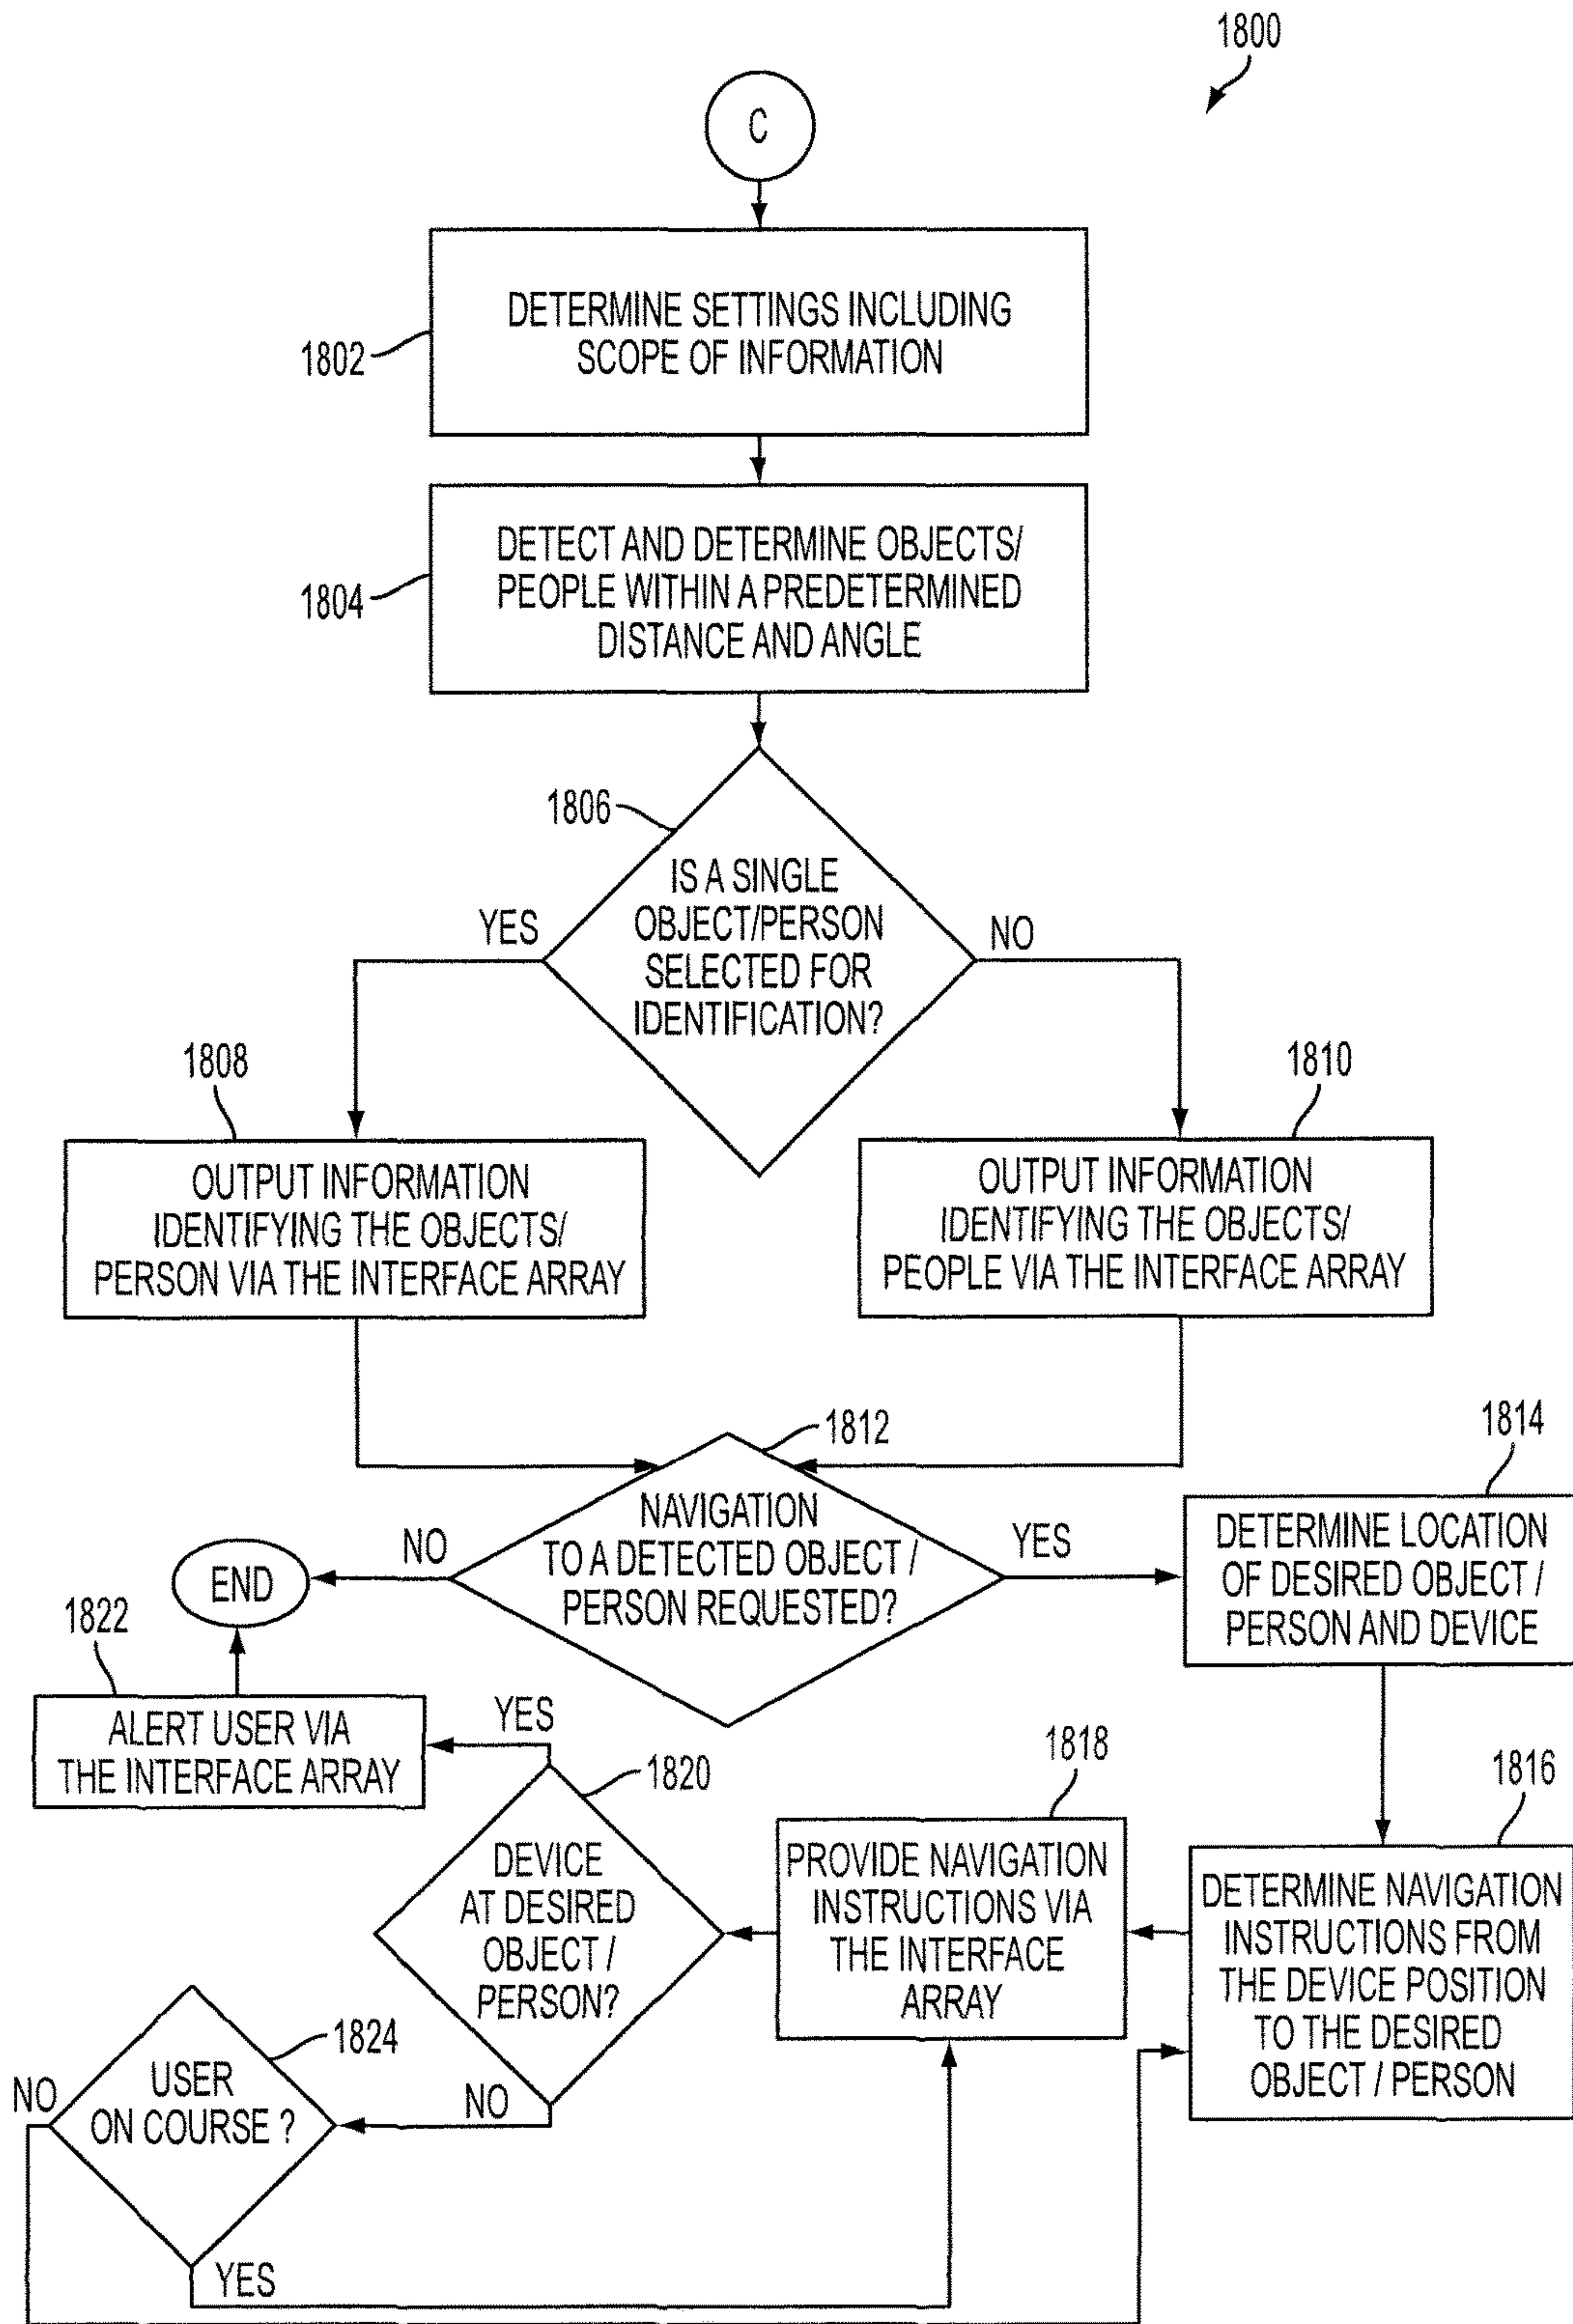 1800
C
DETERMINE SETTINGS INCLUDING
SCOPE OF INFORMATION
1802
DETECT AND DETERMINE OBJECTS/
PEOPLE WITHIN A PREDETERMINED
DISTANCE AND ANGLE
1804
1806
IS A SINGLE
OBJECT/PERSON
SELECTED FOR
IDENTIFICATION?
YES
NO
1808
OUTPUT INFORMATION
IDENTIFYING THE OBJECTS/
PERSON VIA THE INTERFACE ARRAY
1810
OUTPUT INFORMATION
IDENTIFYING THE OBJECTS/
PEOPLE VIA THE INTERFACE ARRAY
1812
NAVIGATION
TO A DETECTED OBJECT /
PERSON REQUESTED?
NO
YES
END
1814
DETERMINE LOCATION
OF DESIRED OBJECT /
PERSON AND DEVICE
1822
ALERT USER VIA
THE INTERFACE ARRAY
YES
1820
DEVICE
AT DESIRED
OBJECT /
PERSON?
NO
1818
PROVIDE NAVIGATION
INSTRUCTIONS VIA
THE INTERFACE
ARRAY
1816
DETERMINE NAVIGATION
INSTRUCTIONS FROM
THE DEVICE POSITION
TO THE DESIRED
OBJECT / PERSON
1824
USER
ON COURSE ?
NO
YES